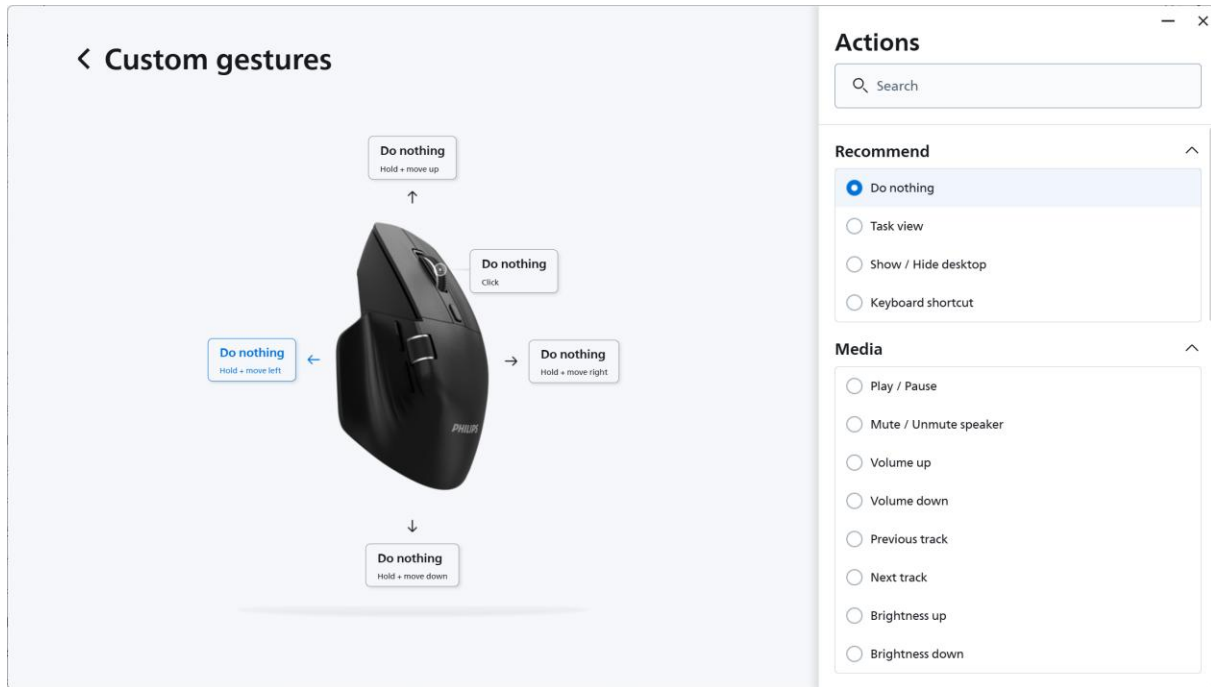 Custom gestures
Do nothing
Hold + move up
Do nothing
Click
Do nothing
Hold + move left
Do nothing
Hold + move right
PHILIPS
Do nothing
Hold + move down
Actions
Search
Recommend
Do nothing
Task view
Show / Hide desktop
Keyboard shortcut
Media
Play / Pause
Mute / Unmute speaker
Volume up
Volume down
Previous track
Next track
Brightness up
Brightness down